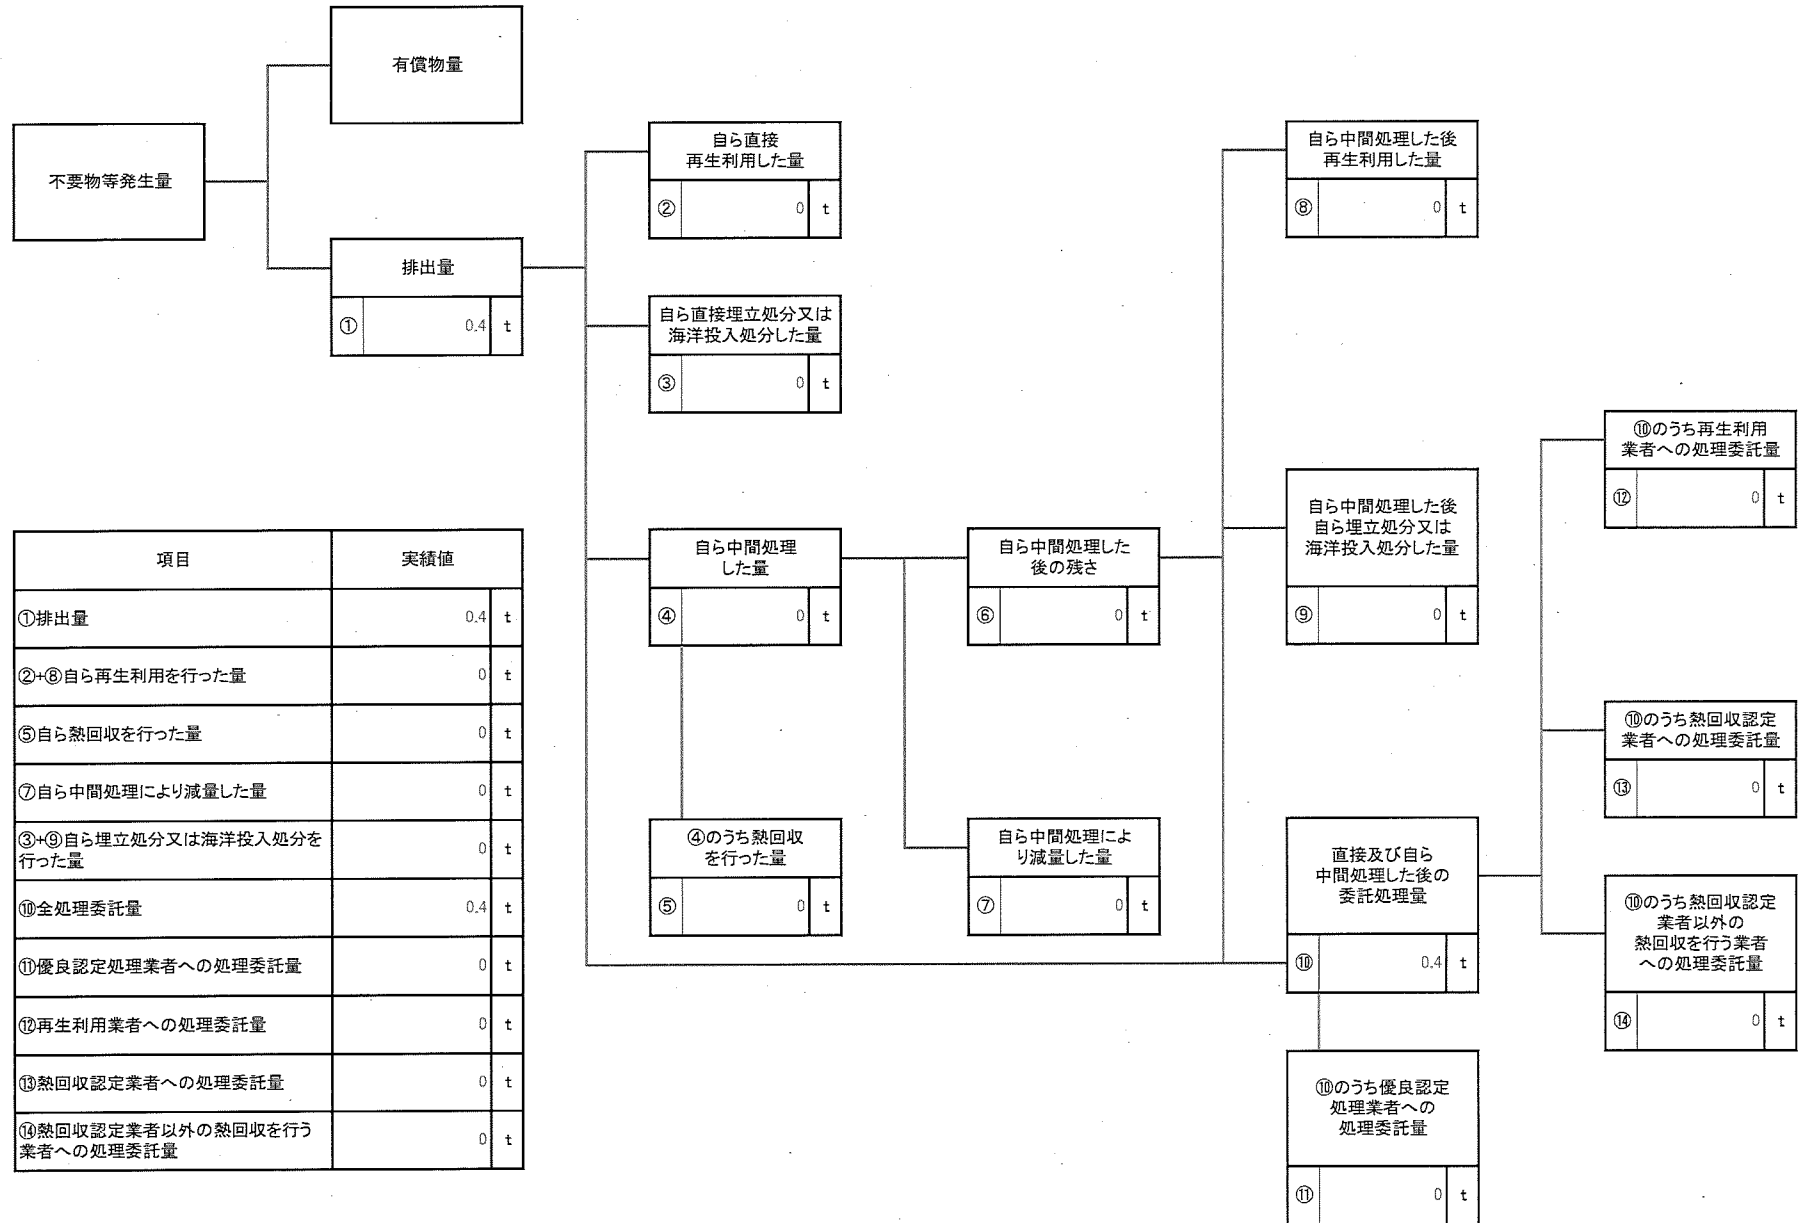 有償物量
不要物等発生量
排出量
① 0.4 t
自ら直接
再生利用した量
② 0 t
自ら直接埋立処分又は
海洋投入処分した量
③ 0 t
自ら中間処理
した量
④ 0 t
④のうち熱回収
を行った量
⑤ 0 t
自ら中間処理した
後の残さ
⑥ 0 t
自ら中間処理によ
り減量した量
⑦ 0 t
自ら中間処理した後
再生利用した量
⑧ 0 t
自ら中間処理した後
自ら埋立処分又は
海洋投入処分した量
⑨ 0 t
直接及び自ら
中間処理した後の
委託処理量
⑩ 0.4 t
⑩のうち優良認定
処理業者への
処理委託量
⑪ 0 t
⑩のうち再生利用
業者への処理委託量
⑫ 0 t
⑩のうち熱回収認定
業者への処理委託量
⑬ 0 t
⑩のうち熱回収認定
業者以外の
熱回収を行う業者
への処理委託量
⑭ 0 t
項目 実績値
①排出量 0.4 t
②+⑧自ら再生利用を行った量 0 t
⑤自ら熱回収を行った量 0 t
⑦自ら中間処理により減量した量 0 t
③+⑨自ら埋立処分又は海洋投入処分を
行った量 0 t
⑩全処理委託量 0.4 t
⑪優良認定処理業者への処理委託量 0 t
⑫再生利用業者への処理委託量 0 t
⑬熱回収認定業者への処理委託量 0 t
⑭熱回収認定業者以外の熱回収を行う
業者への処理委託量 0 t